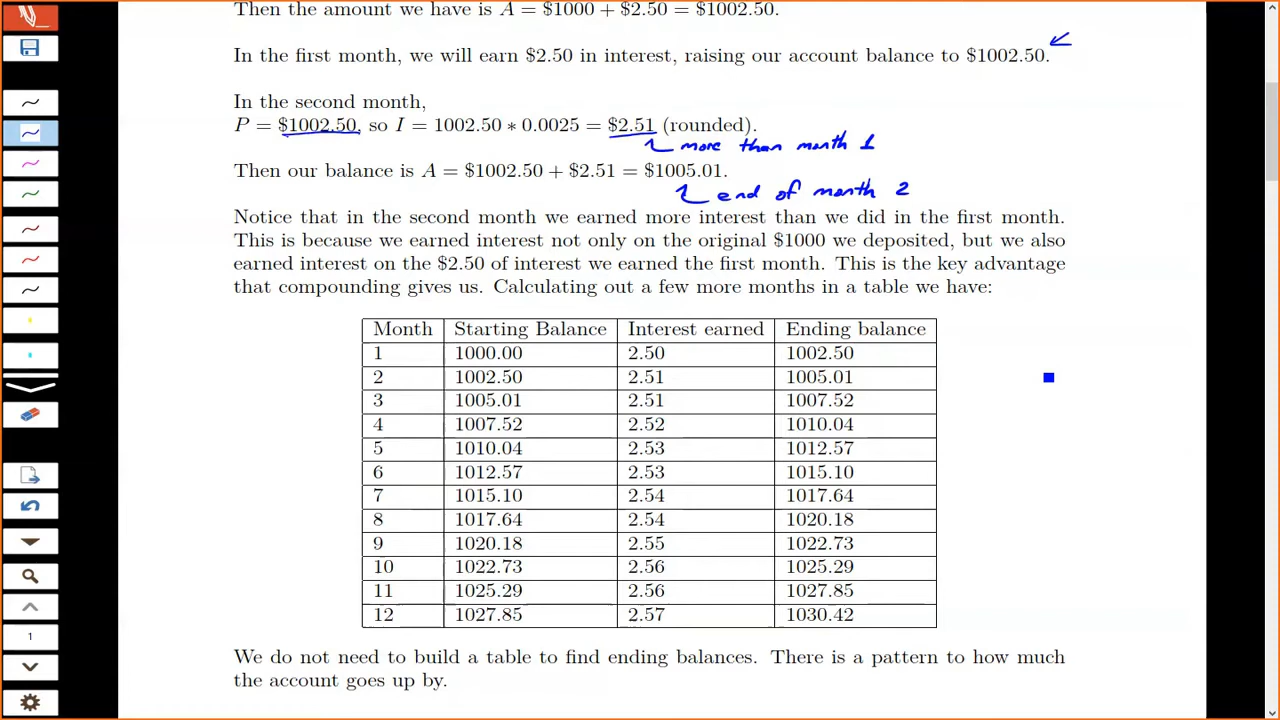 Then the amount we have is A = $1000 + $2.50 = $1002.50.
In the first month, we will earn $2.50 in interest, raising our account balance to $1002.50.
In the second month,
P = $1002.50, so I = 1002.50 ∗ 0.0025 = $2.51 (rounded).
more than month 1
Then our balance is A = $1002.50 + $2.51 = $1005.01.
end of month 2
Notice that in the second month we earned more interest than we did in the first month.
This is because we earned interest not only on the original $1000 we deposited, but we also
earned interest on the $2.50 of interest we earned the first month. This is the key advantage
that compounding gives us. Calculating out a few more months in a table we have:
Month Starting Balance Interest earned Ending balance
1 1000.00 2.50 1002.50
2 1002.50 2.51 1005.01
3 1005.01 2.51 1007.52
4 1007.52 2.52 1010.04
5 1010.04 2.53 1012.57
6 1012.57 2.53 1015.10
7 1015.10 2.54 1017.64
8 1017.64 2.54 1020.18
9 1020.18 2.55 1022.73
10 1022.73 2.56 1025.29
11 1025.29 2.56 1027.85
12 1027.85 2.57 1030.42
We do not need to build a table to find ending balances. There is a pattern to how much
the account goes up by.
1